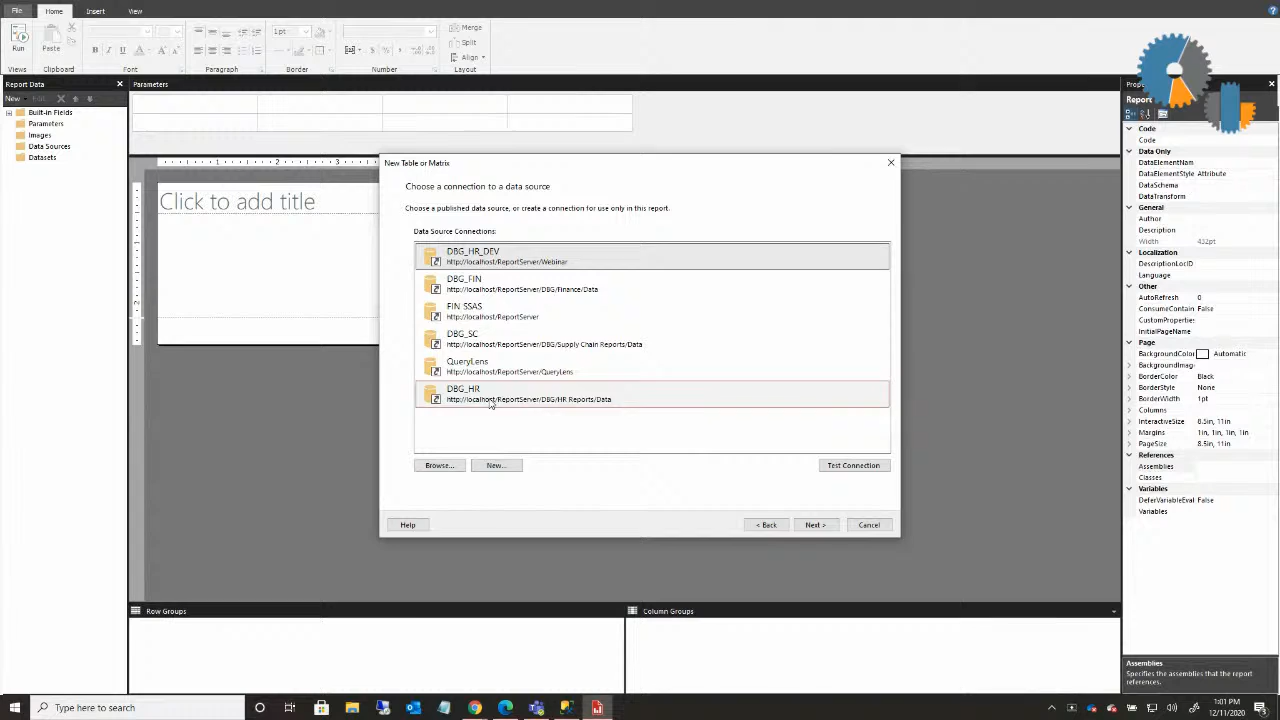 File Home Insert View
Run Paste
Merge
Split
Align
1pt
Views Clipboard Font Paragraph Border Number Layout
Report Data
New
Built-in Fields
Parameters
Images
Data Sources
Datasets
Parameters
1 2 3
Click to add title
New Table or Matrix
Choose a connection to a data source
Choose a published data source, or create a connection for use only in this report.
Data Source Connections:
DBG_HR_DEV
http://localhost/ReportServer/Webinar
DBG_FIN
http://localhost/ReportServer/DBG/Finance/Data
FIN_SSAS
http://localhost/ReportServer
DBG_SC
http://localhost/ReportServer/DBG/Supply Chain Reports/Data
QueryLens
http://localhost/ReportServer/QueryLens
DBG_HR
http://localhost/ReportServer/DBG/HR Reports/Data
Browse... New... Test Connection
Help < Back Next > Cancel
Row Groups Column Groups
Report
Code
Code
Data Only
DataElementNam
DataElementStyle Attribute
DataSchema
DataTransform
General
Author
Description
Width 432pt
Localization
DescriptionLocID
Language
Other
AutoRefresh 0
ConsumeContain False
CustomProperties
InitialPageName
Page
BackgroundColor Automatic
BackgroundImag
BorderColor Black
BorderStyle None
BorderWidth 1pt
Columns
InteractiveSize 8.5in, 11in
Margins 1in, 1in, 1in, 1in
PageSize 8.5in, 11in
References
Assemblies
Classes
Variables
DeferVariableEval False
Variables
Assemblies
Specifies the assemblies that the report
references.
Type here to search
1:01 PM
12/11/2020